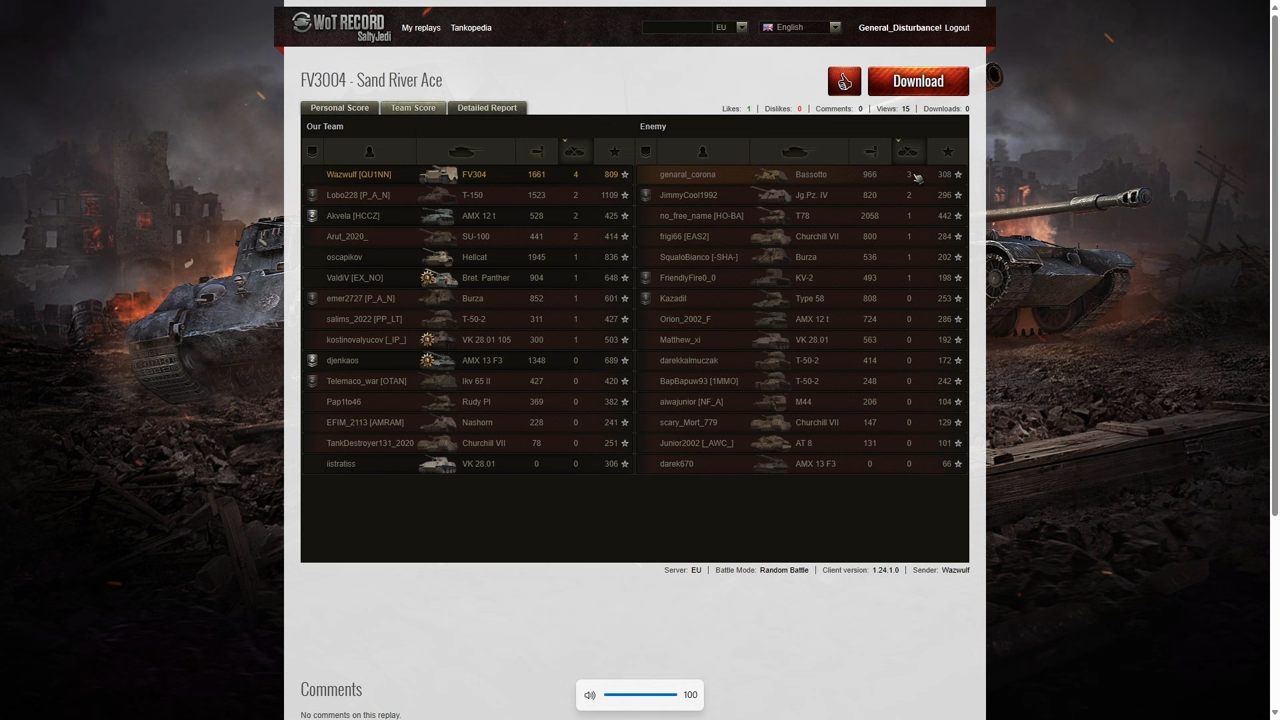 WoT RECORD
SallyJedi
My replays Tankopedia
EU English
General_Disturbance! Logout
FV3004 - Sand River Ace
Download
Personal Score Team Score Detailed Report
Likes: 1 | Dislikes: 0 | Comments: 0 | Views: 15 | Downloads: 0
Our Team Enemy
Wazwulf [QU1NN] FV304 1661 4 809 genaral_corona Bassotto 966 3 308
Lobo228 [P_A_N] T-150 1523 2 1109 JimmyCool1992 Jg.Pz. IV 820 2 296
Akvela [HCCZ] AMX 12 t 528 2 425 no_free_name [HO-BA] T78 2058 1 442
Arut_2020_ SU-100 441 2 414 frigi66 [EAS2] Churchill VII 800 1 284
oscapikov Hellcat 1945 1 836 SqualoBianco [-SHA-] Burza 536 1 202
ValdiV [EX_NO] Bret. Panther 904 1 648 FriendlyFire0_0 KV-2 493 1 198
emer2727 [P_A_N] Burza 852 1 601 Kazadil Type 58 808 0 253
salims_2022 [PP_LT] T-50-2 311 1 427 Orion_2002_F AMX 12 t 724 0 286
kostinovalyucov [_IP_] VK 28.01 105 300 1 503 Matthew_xi VK 28.01 563 0 192
djenkaos AMX 13 F3 1348 0 689 darekkalmuczak T-50-2 414 0 172
Telemaco_war [OTAN] Ikv 65 II 427 0 420 BapBapuw93 [1MMO] T-50-2 248 0 242
Pap1to46 Rudy Pl 369 0 382 aiwajunior [NF_A] M44 206 0 104
EFIM_2113 [AMRAM] Nashorn 228 0 241 scary_Mort_779 Churchill VII 147 0 129
TankDestroyer131_2020 Churchill VII 78 0 251 Junior2002 [_AWC_] AT 8 131 0 101
iistratiss VK 28.01 0 0 306 darek670 AMX 13 F3 0 0 66
Server: EU | Battle Mode: Random Battle | Client version: 1.24.1.0 | Sender: Wazwulf
Comments
100
No comments on this replay.